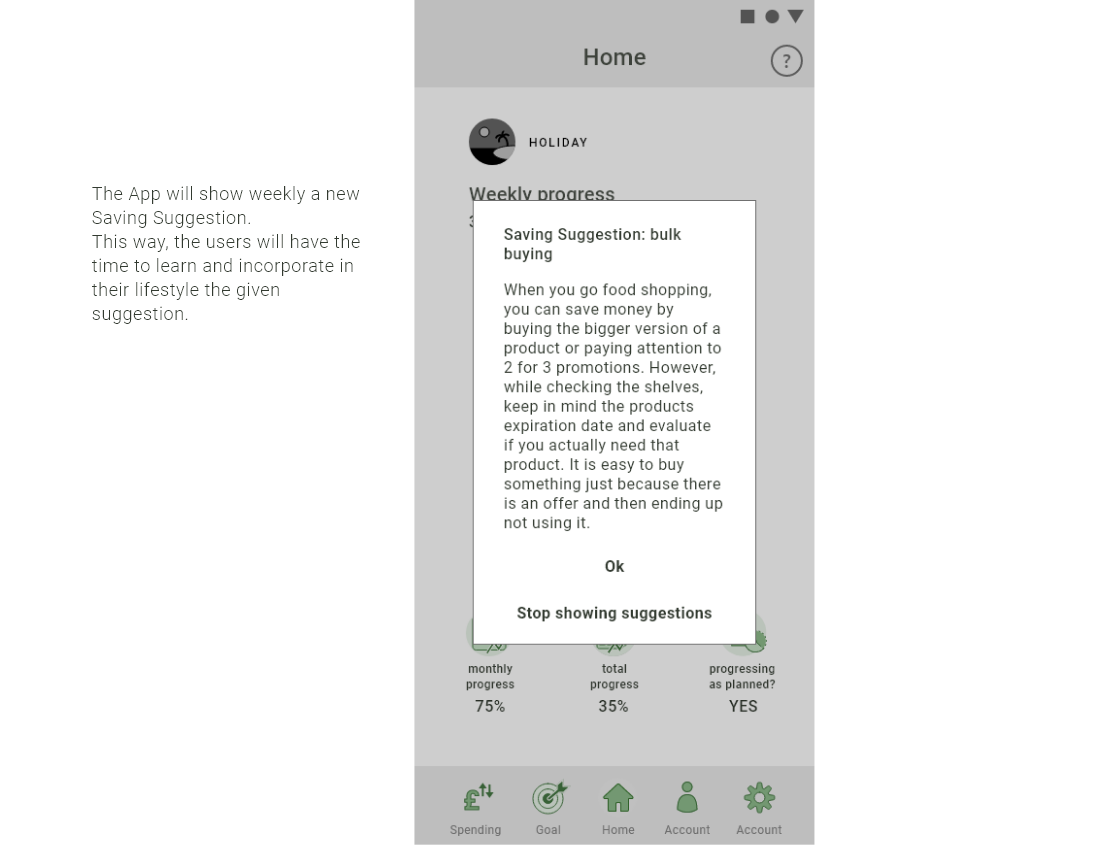 Home
?
HOLIDAY
The App will show weekly a new
Saving Suggestion.
This way, the users will have the
time to learn and incorporate in
their lifestyle the given
suggestion.
Weekly progress
Saving Suggestion: bulk
buying
When you go food shopping,
you can save money by
buying the bigger version of a
product or paying attention to
2 for 3 promotions. However,
while checking the shelves,
keep in mind the products
expiration date and evaluate
if you actually need that
product. It is easy to buy
something just because there
is an offer and then ending up
not using it.
Ok
Stop showing suggestions
monthly
progress
75%
total
progress
35%
progressing
as planned?
YES
£
Spending
Goal
Home
Account
Account